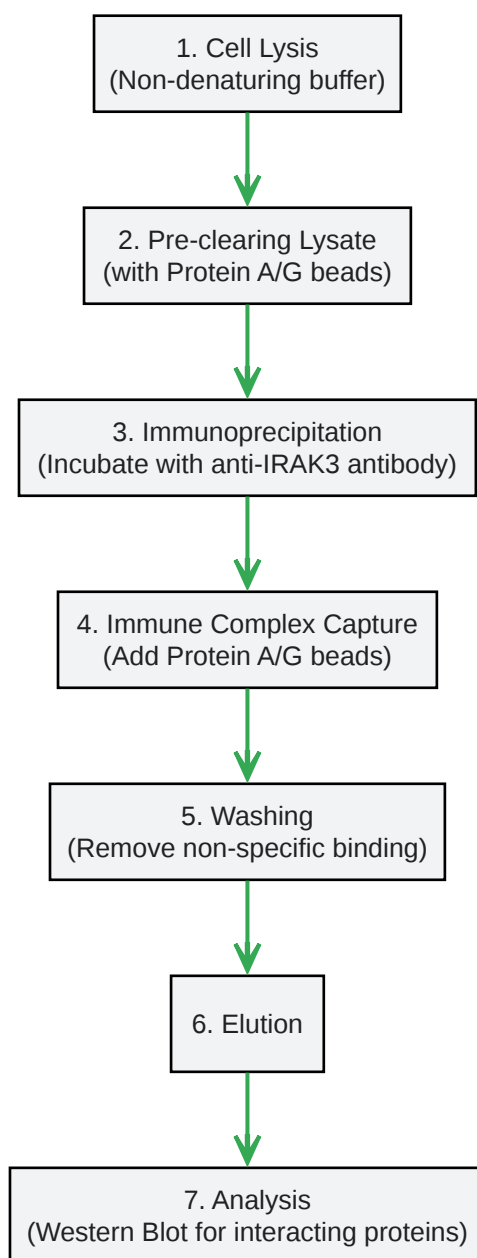 1. Cell Lysis
(Non-denaturing buffer)
2. Pre-clearing Lysate
(with Protein A/G beads)
3. Immunoprecipitation
(Incubate with anti-IRAK3 antibody)
4. Immune Complex Capture
(Add Protein A/G beads)
5. Washing
(Remove non-specific binding)
6. Elution
7. Analysis
(Western Blot for interacting proteins)